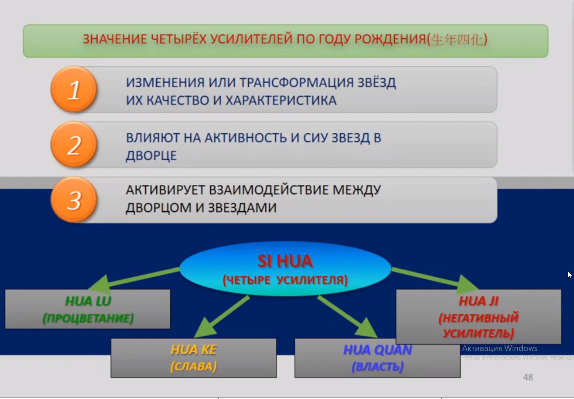 ЗНАЧЕНИЕ ЧЕТЫРЁХ УСИЛИТЕЛЕЙ ПО ГОДУ РОЖДЕНИЯ(生年四化)
1
ИЗМЕНЕНИЯ ИЛИ ТРАНСФОРМАЦИЯ ЗВЁЗД
ИХ КАЧЕСТВО И ХАРАКТЕРИСТИКА
2
ВЛИЯЮТ НА АКТИВНОСТЬ И СИУ ЗВЕЗД В
ДВОРЦЕ
3
АКТИВИРУЕТ ВЗАИМОДЕЙСТВИЕ МЕЖДУ
ДВОРЦОМ И ЗВЕЗДАМИ
SI HUA
(ЧЕТЫРЕ УСИЛИТЕЛЯ)
HUA LU
(ПРОЦВЕТАНИЕ)
HUA JI
(НЕГАТИВНЫЙ
УСИЛИТЕЛЬ)
HUA KE
(СЛАВА)
HUA QUAN
(ВЛАСТЬ)
Активация Windows
48